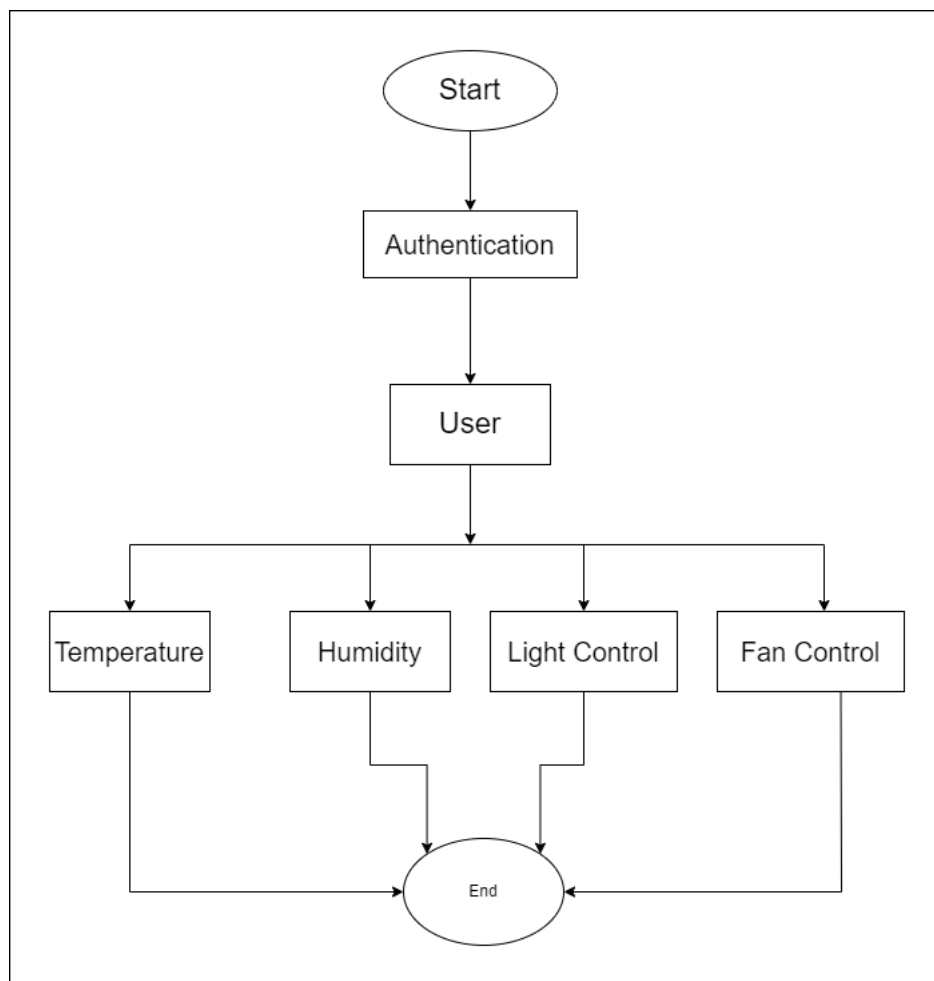 Start
Authentication
User
Temperature
Humidity
Light Control
Fan Control
End